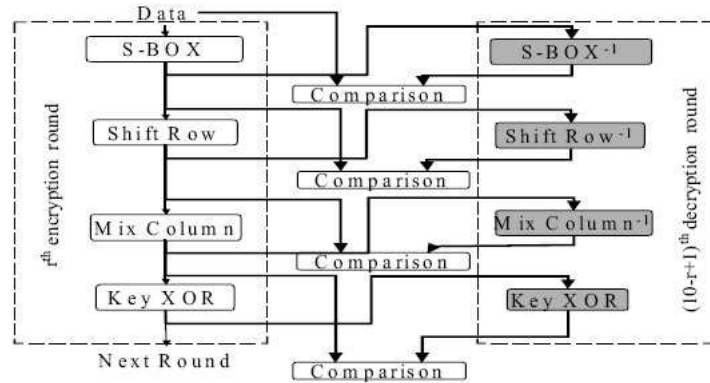 Data
S-BOX
S-BOX⁻¹
Comparison
Shift Row
Shift Row⁻¹
Comparison
Mix Column
Mix Column⁻¹
Comparison
Key XOR
Key XOR
Next Round
Comparison
rᵗʰ encryption round
(10-r+1)ᵗʰ decryption round